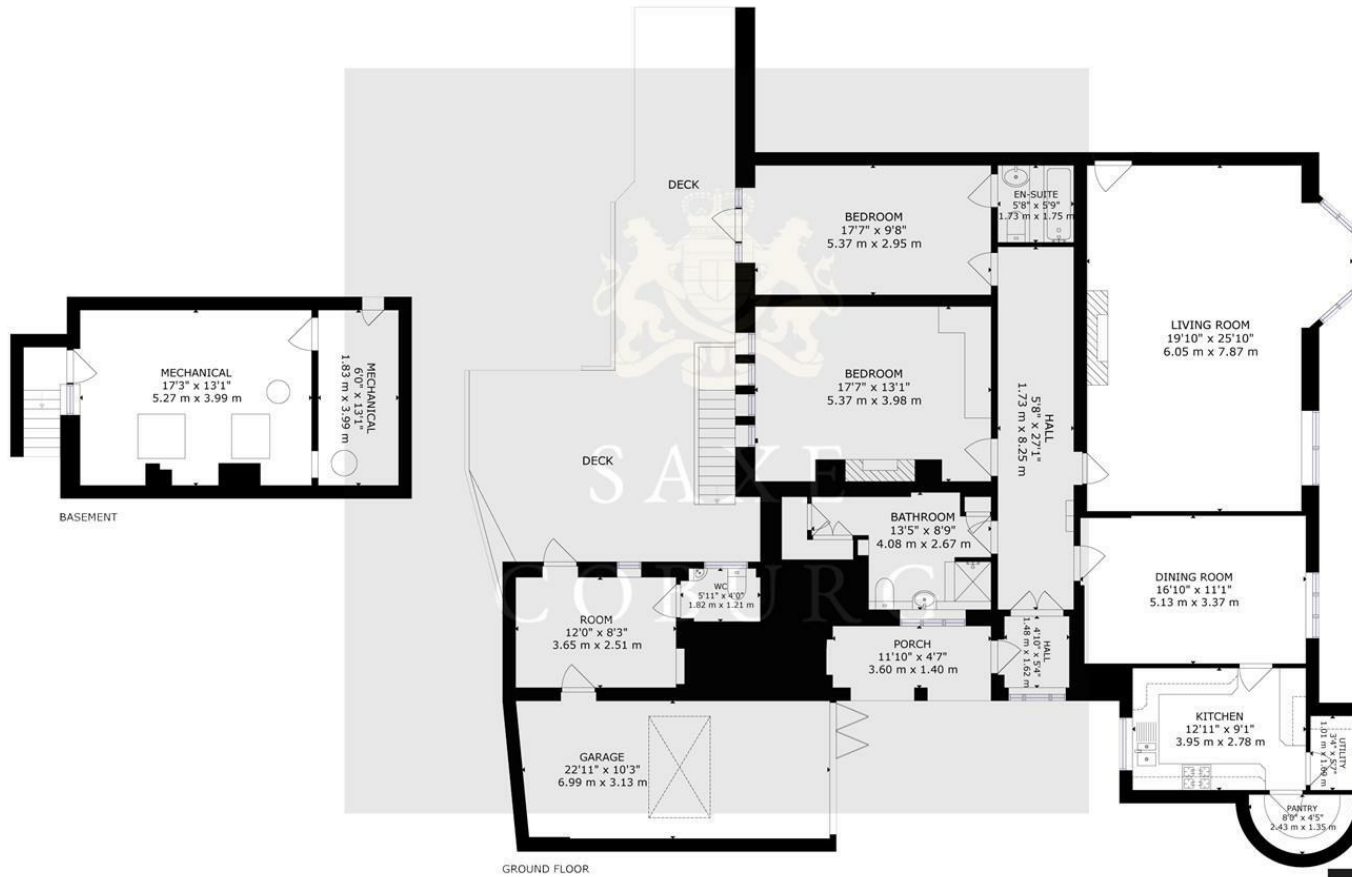 DECK
BEDROOM
17'7" x 9'8"
5.37 m x 2.95 m
EN-SUITE
5'8" x 5'9"
1.73 m x 1.75 m
LIVING ROOM
19'10" x 25'10"
6.05 m x 7.87 m
MECHANICAL
17'3" x 13'1"
5.27 m x 3.99 m
MECHANICAL
6'0" x 13'1"
1.83 m x 3.99 m
BASEMENT
BEDROOM
17'7" x 13'1"
5.37 m x 3.98 m
HALL
5'8" x 27'1"
1.73 m x 8.25 m
DECK
SAXE
COBURG
BATHROOM
13'5" x 8'9"
4.08 m x 2.67 m
DINING ROOM
16'10" x 11'1"
5.13 m x 3.37 m
WC
5'11" x 4'0"
1.82 m x 1.21 m
ROOM
12'0" x 8'3"
3.65 m x 2.51 m
PORCH
11'10" x 4'7"
3.60 m x 1.40 m
HALL
4'10" x 5'4"
1.48 m x 1.62 m
KITCHEN
12'11" x 9'1"
3.95 m x 2.78 m
UTILITY
3'4" x 5'7"
1.01 m x 1.69 m
GARAGE
22'11" x 10'3"
6.99 m x 3.13 m
PANTRY
8'0" x 4'5"
2.43 m x 1.35 m
GROUND FLOOR